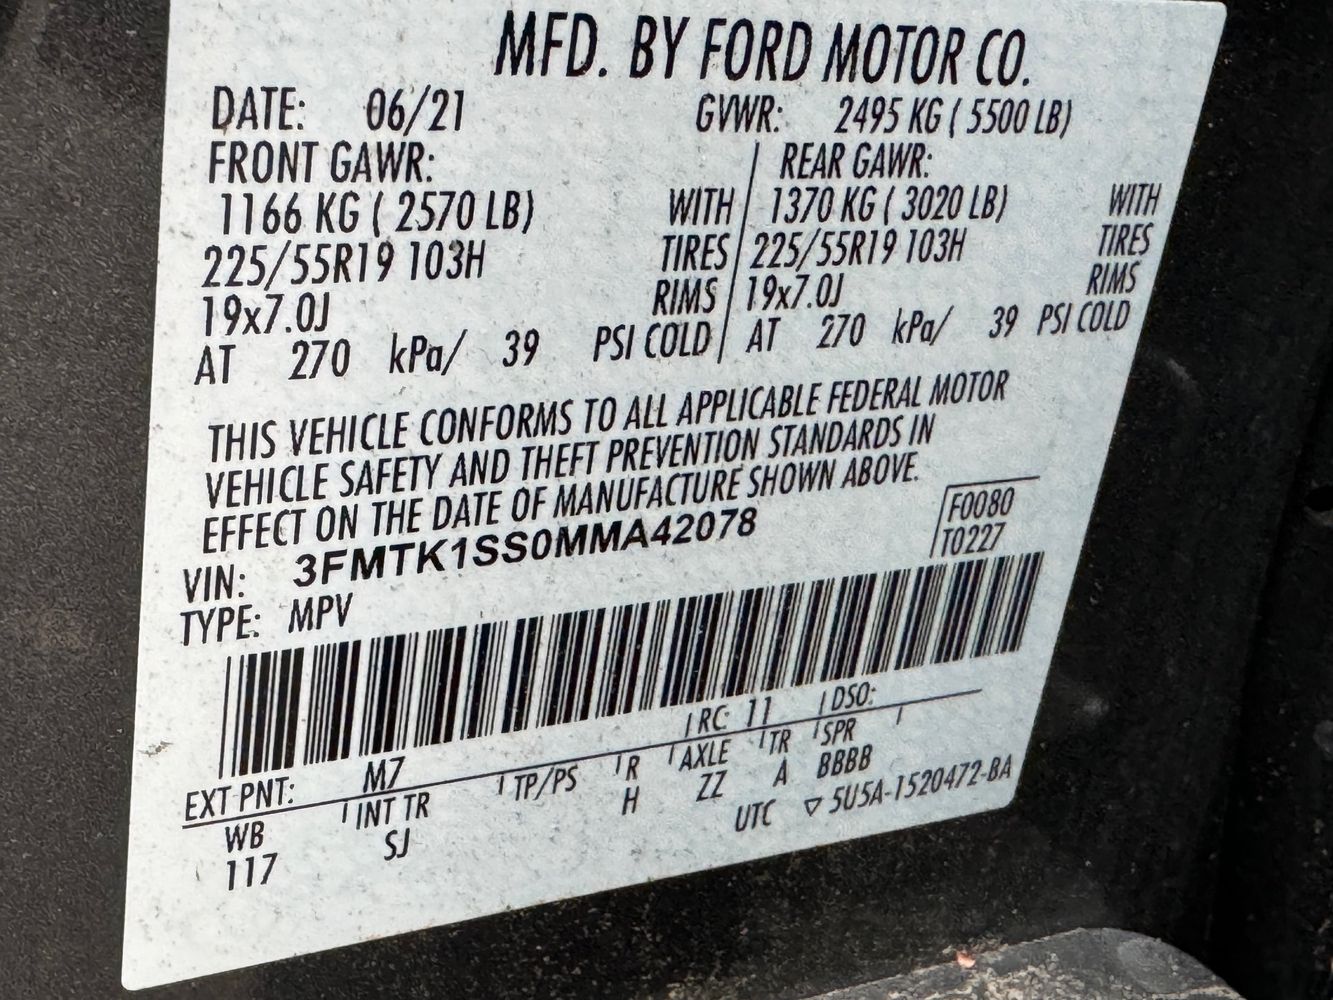 MFD. BY FORD MOTOR CO.
DATE: 06/21 GVWR: 2495 KG ( 5500 LB)
FRONT GAWR: REAR GAWR:
1166 KG ( 2570 LB) WITH 1370 KG ( 3020 LB) WITH
225/55R19 103H TIRES 225/55R19 103H TIRES
19x7.0J RIMS 19x7.0J RIMS
AT 270 kPa/ 39 PSI COLD AT 270 kPa/ 39 PSI COLD
THIS VEHICLE CONFORMS TO ALL APPLICABLE FEDERAL MOTOR
VEHICLE SAFETY AND THEFT PREVENTION STANDARDS IN
EFFECT ON THE DATE OF MANUFACTURE SHOWN ABOVE.
VIN: 3FMTK1SS0MMA42078 F0080
TYPE: MPV T0227
EXT PNT: M7 RC: 11 DSO:
WB INT TR TP/PS R AXLE TR SPR
117 SJ H ZZ A BBBB
UTC ▽ 5U5A-1520472-BA